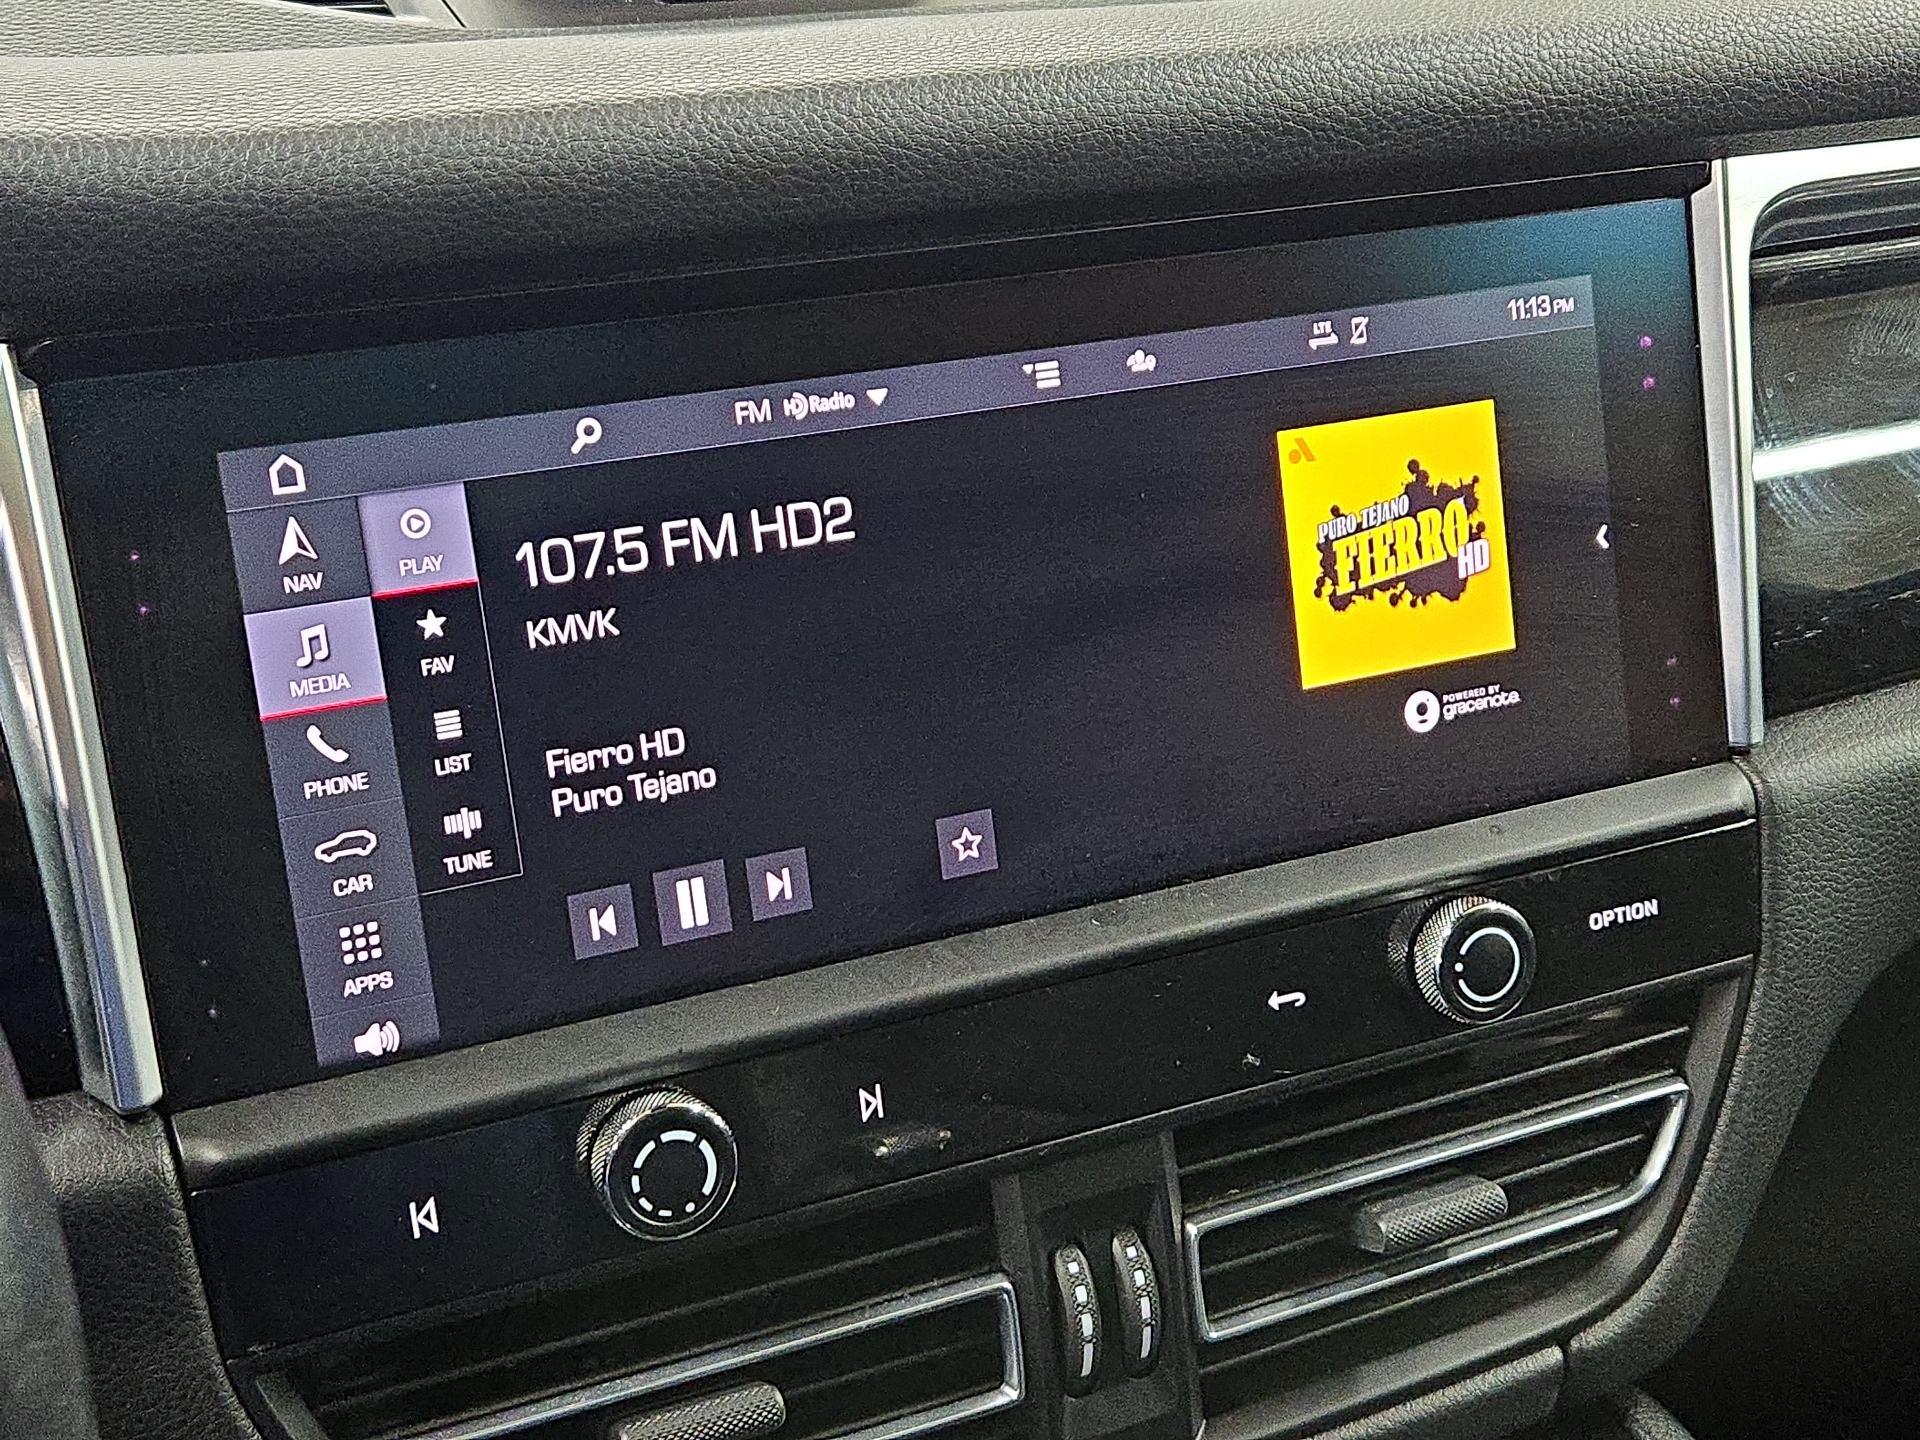 11:13 PM
LTE
FM HD Radio
NAV
PLAY
107.5 FM HD2
KMVK
MEDIA
FAV
PHONE
LIST
Fierro HD
Puro Tejano
CAR
TUNE
APPS
PURO TEJANO
FIERRO
HD
POWERED BY
gracenote
OPTION